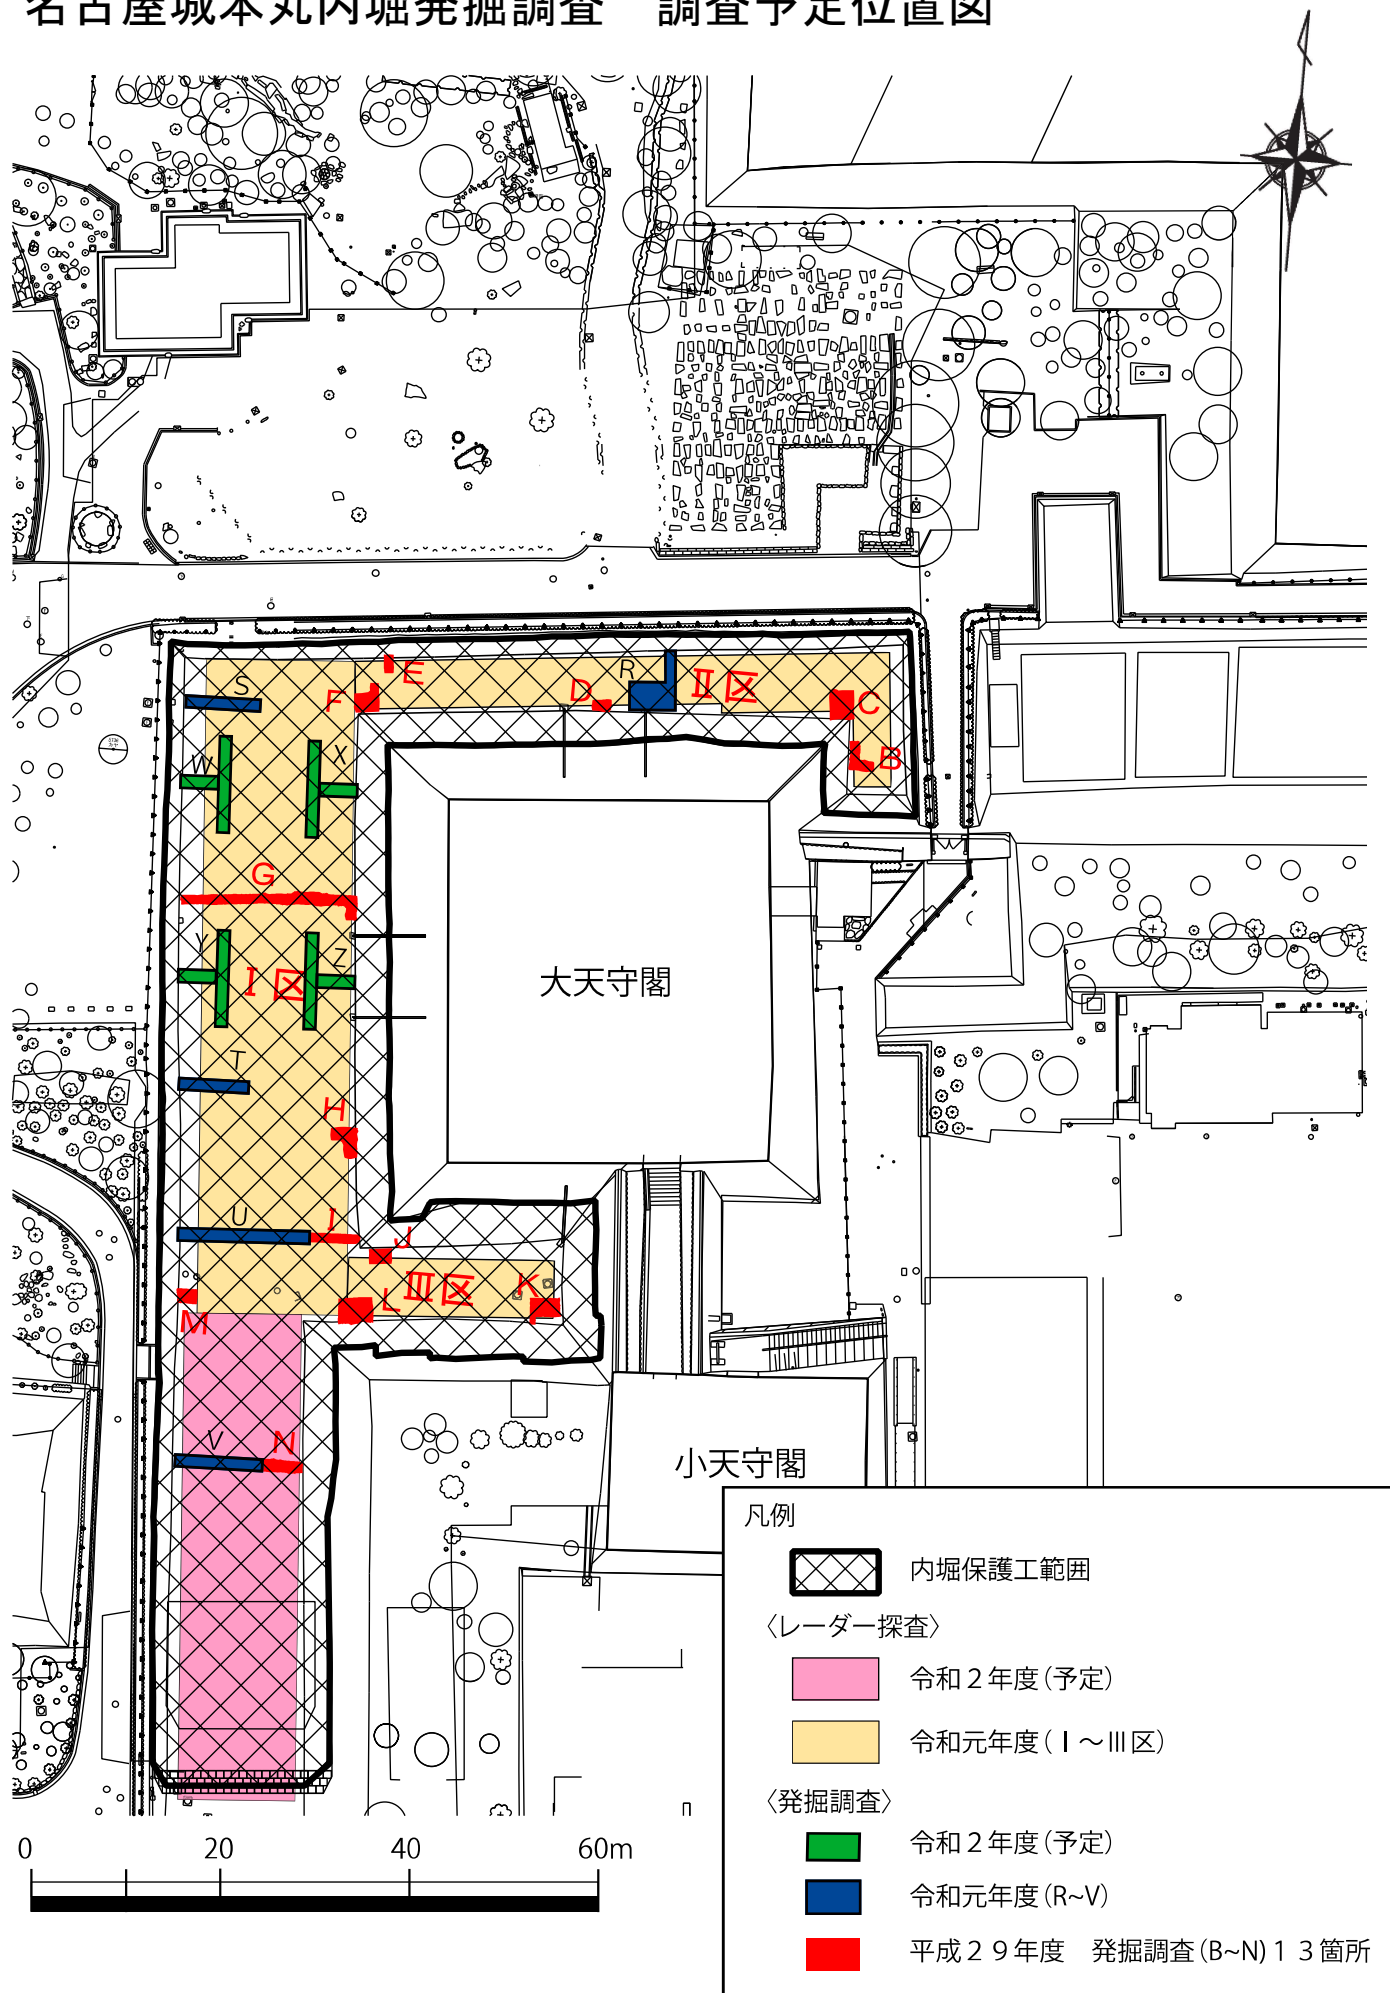 名古屋城本丸内堀発掘調査　調査予定位置図
S
E
R
Ⅱ区
F
D
C
B
W
X
G
Y
Z
Ⅰ区
大天守閣
T
H
U
I
J
Ⅲ区
K
L
M
V
N
小天守閣
凡例
内堀保護工範囲
〈レーダー探査〉
令和２年度(予定)
令和元年度(Ⅰ～Ⅲ区)
〈発掘調査〉
令和２年度(予定)
令和元年度(R~V)
平成２９年度　発掘調査(B~N)１３箇所
0 20 40 60m